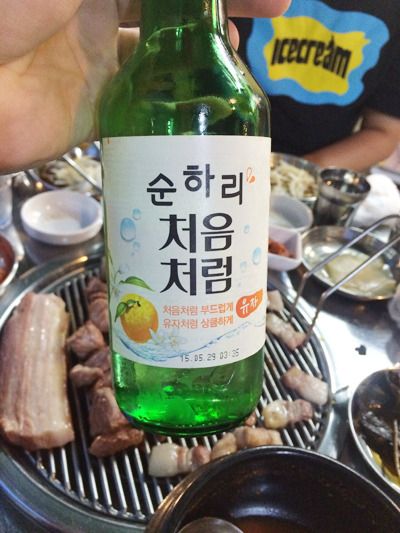 icecream
순하리
처음
처럼
유자
처음처럼 부드럽게
유자처럼 상큼하게
15.05.29 03:35